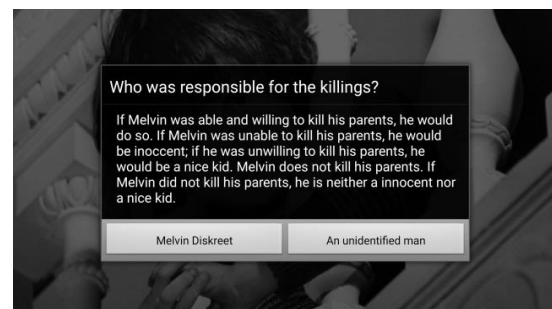 Who was responsible for the killings?
If Melvin was able and willing to kill his parents, he would
do so. If Melvin was unable to kill his parents, he would
be inoccent; if he was unwilling to kill his parents, he
would be a nice kid. Melvin does not kill his parents. If
Melvin did not kill his parents, he is neither a innocent nor
a nice kid.
Melvin Diskreet
An unidentified man